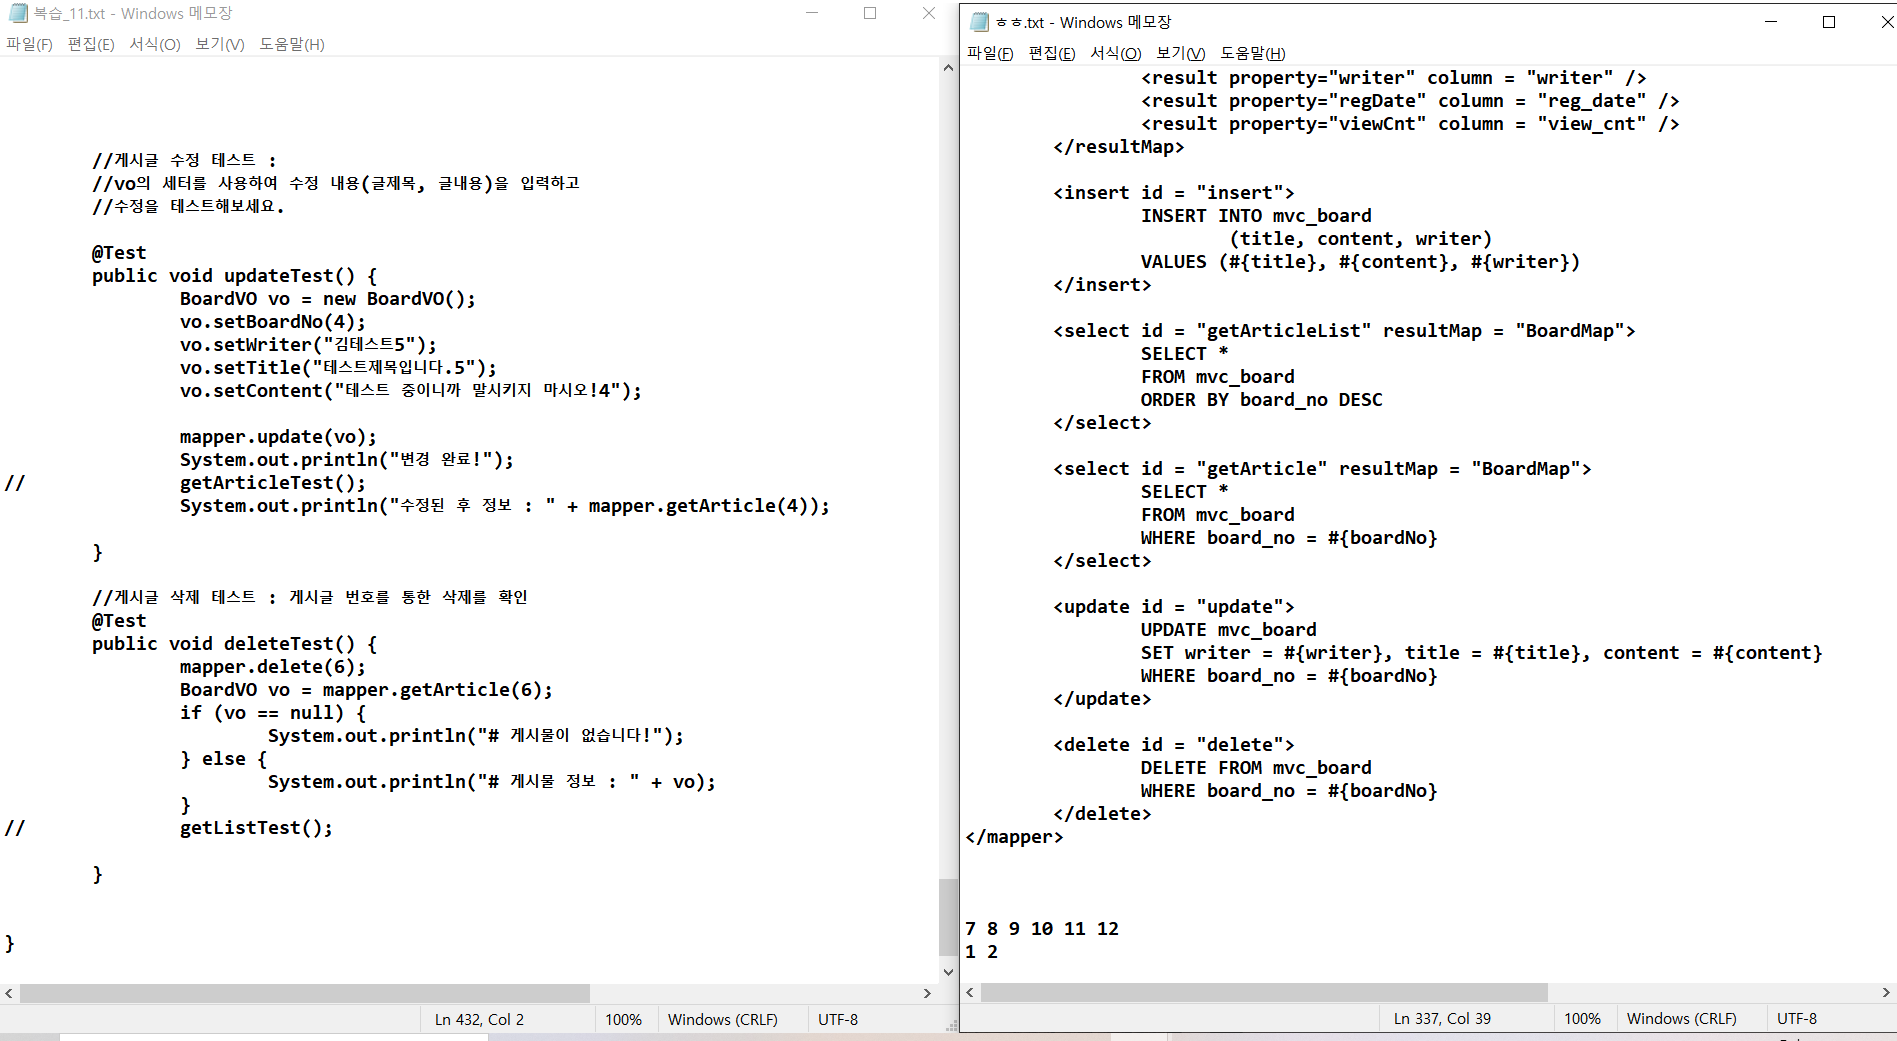 복습_11.txt - Windows 메모장
파일(F) 편집(E) 서식(O) 보기(V) 도움말(H)
//게시글 수정 테스트 :
//vo의 세터를 사용하여 수정 내용(글제목, 글내용)을 입력하고
//수정을 테스트해보세요.
@Test
public void updateTest() {
BoardVO vo = new BoardVO();
vo.setBoardNo(4);
vo.setWriter("김테스트5");
vo.setTitle("테스트제목입니다.5");
vo.setContent("테스트 중이니까 말시키지 마시오!4");
mapper.update(vo);
System.out.println("변경 완료!");
// getArticleTest();
System.out.println("수정된 후 정보 : " + mapper.getArticle(4));
}
//게시글 삭제 테스트 : 게시글 번호를 통한 삭제를 확인
@Test
public void deleteTest() {
mapper.delete(6);
BoardVO vo = mapper.getArticle(6);
if (vo == null) {
System.out.println("# 게시물이 없습니다!");
} else {
System.out.println("# 게시물 정보 : " + vo);
}
// getListTest();
}
}
Ln 432, Col 2 100% Windows (CRLF) UTF-8
ㅎㅎ.txt - Windows 메모장
파일(F) 편집(E) 서식(O) 보기(V) 도움말(H)
<result property="writer" column = "writer" />
<result property="regDate" column = "reg_date" />
<result property="viewCnt" column = "view_cnt" />
</resultMap>
<insert id = "insert">
INSERT INTO mvc_board
(title, content, writer)
VALUES (#{title}, #{content}, #{writer})
</insert>
<select id = "getArticleList" resultMap = "BoardMap">
SELECT *
FROM mvc_board
ORDER BY board_no DESC
</select>
<select id = "getArticle" resultMap = "BoardMap">
SELECT *
FROM mvc_board
WHERE board_no = #{boardNo}
</select>
<update id = "update">
UPDATE mvc_board
SET writer = #{writer}, title = #{title}, content = #{content}
WHERE board_no = #{boardNo}
</update>
<delete id = "delete">
DELETE FROM mvc_board
WHERE board_no = #{boardNo}
</delete>
</mapper>
7 8 9 10 11 12
1 2
Ln 337, Col 39 100% Windows (CRLF) UTF-8